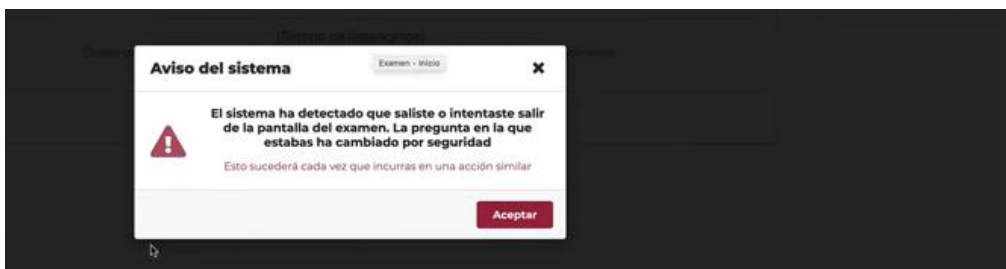 Aviso del sistema
Examen - Inicio
El sistema ha detectado que saliste o intentaste salir
de la pantalla del examen. La pregunta en la que
estabas ha cambiado por seguridad
Esto sucederá cada vez que incurras en una acción similar
Aceptar